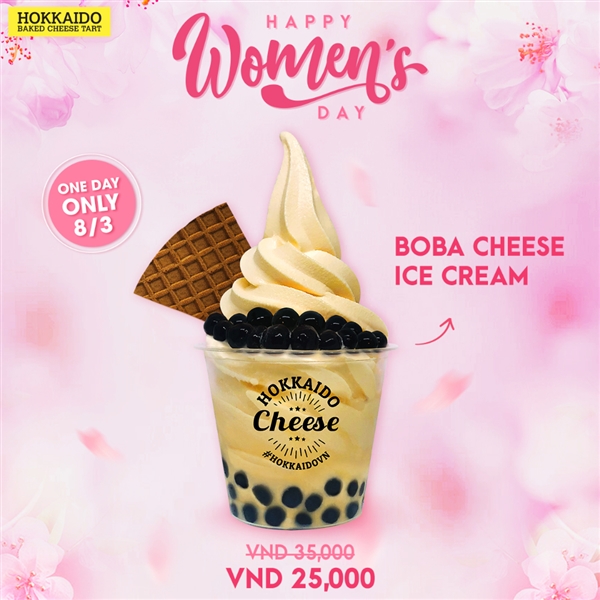 HOKKAIDO
BAKED CHEESE TART
HAPPY
Women's
DAY
ONE DAY
ONLY
8/3
BOBA CHEESE
ICE CREAM
HOKKAIDO
Cheese
#HOKKAIDOVN
VND 35,000
VND 25,000